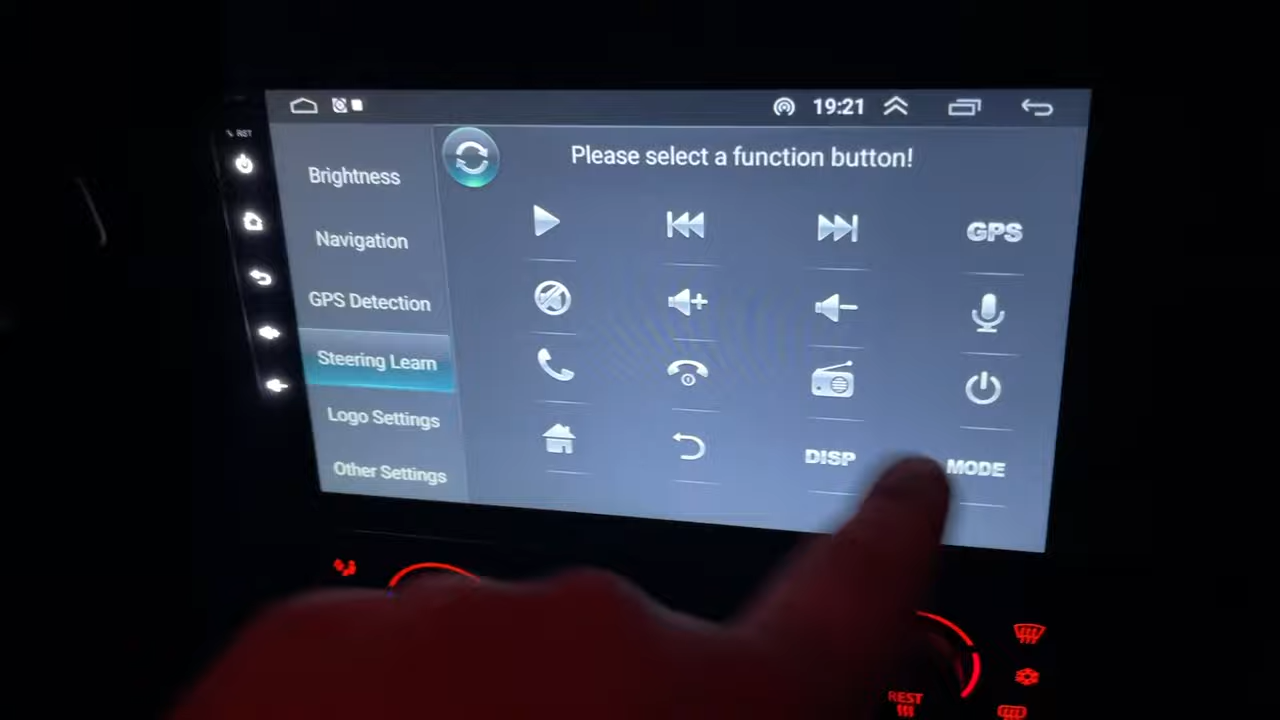 19:21
RST
Please select a function button!
Brightness
Navigation
GPS Detection
Steering Learn
Logo Settings
Other Settings
GPS
DISP
MODE
REST